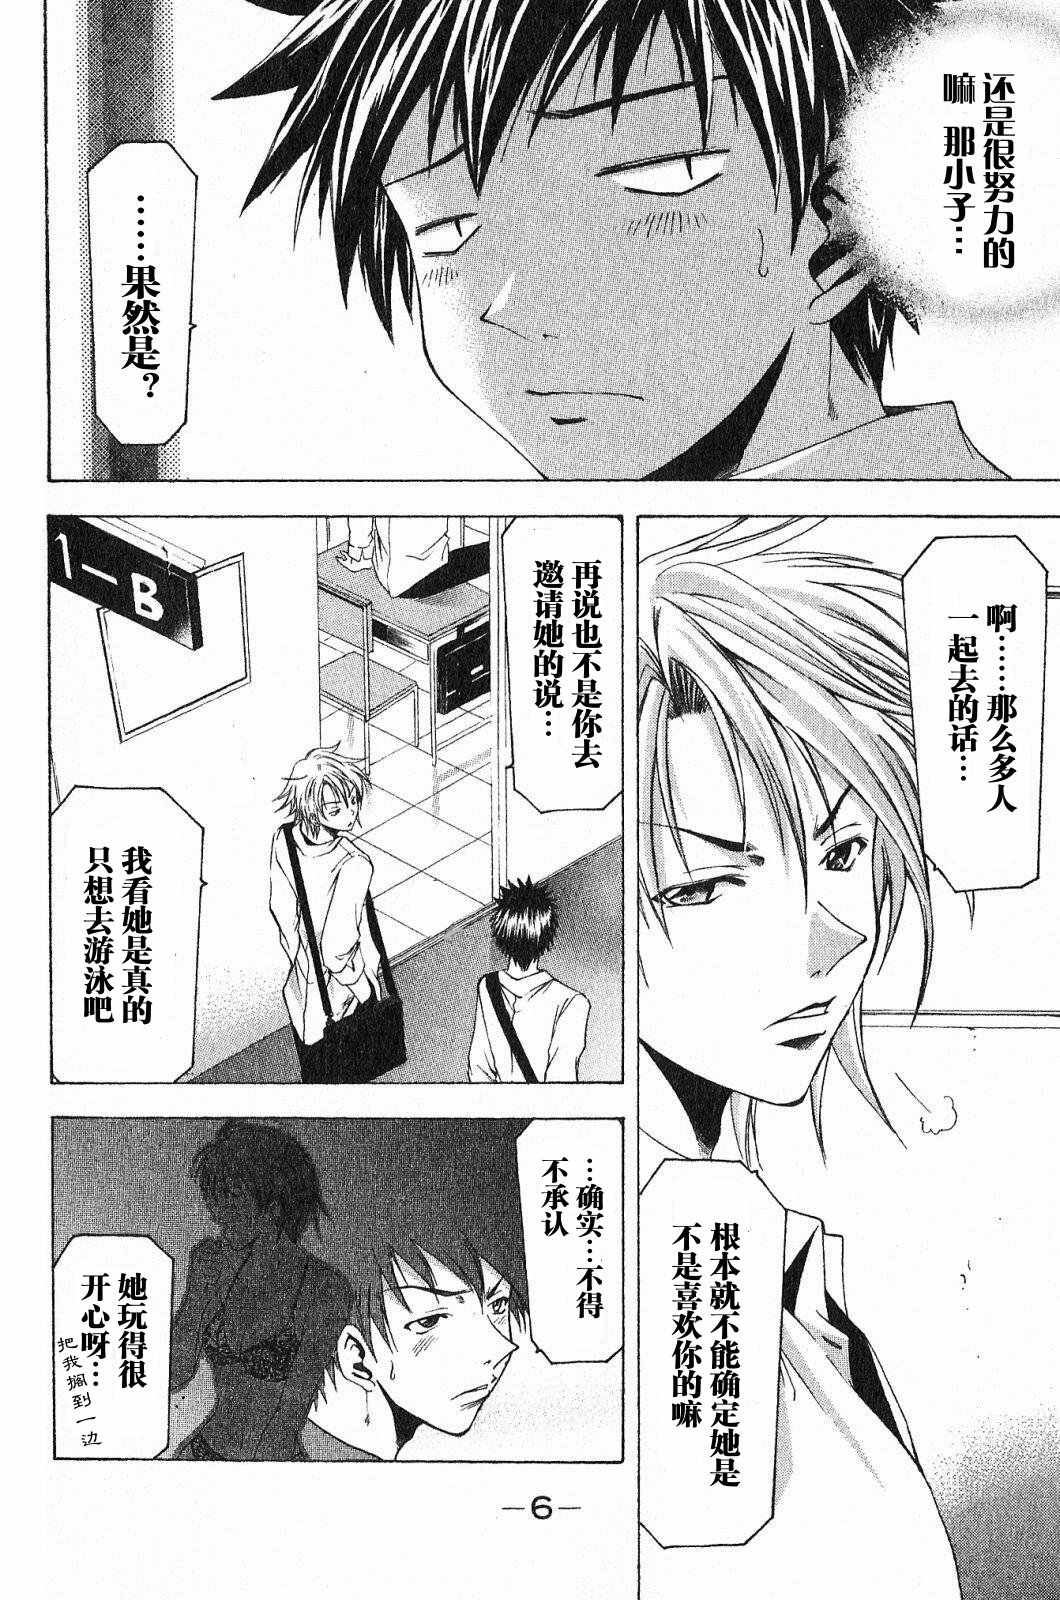 还是很努力的
嘛 那小子…
……果然是？
啊……那么多人
一起去的话…
根本就不能确定她是
不是喜欢你的嘛
再说也不是你去
邀请她的说…
1-B
我看她是真的
只想去游泳吧
…确实…不得
不承认
她玩得很
开心呀…
把我搁到一边
-6-